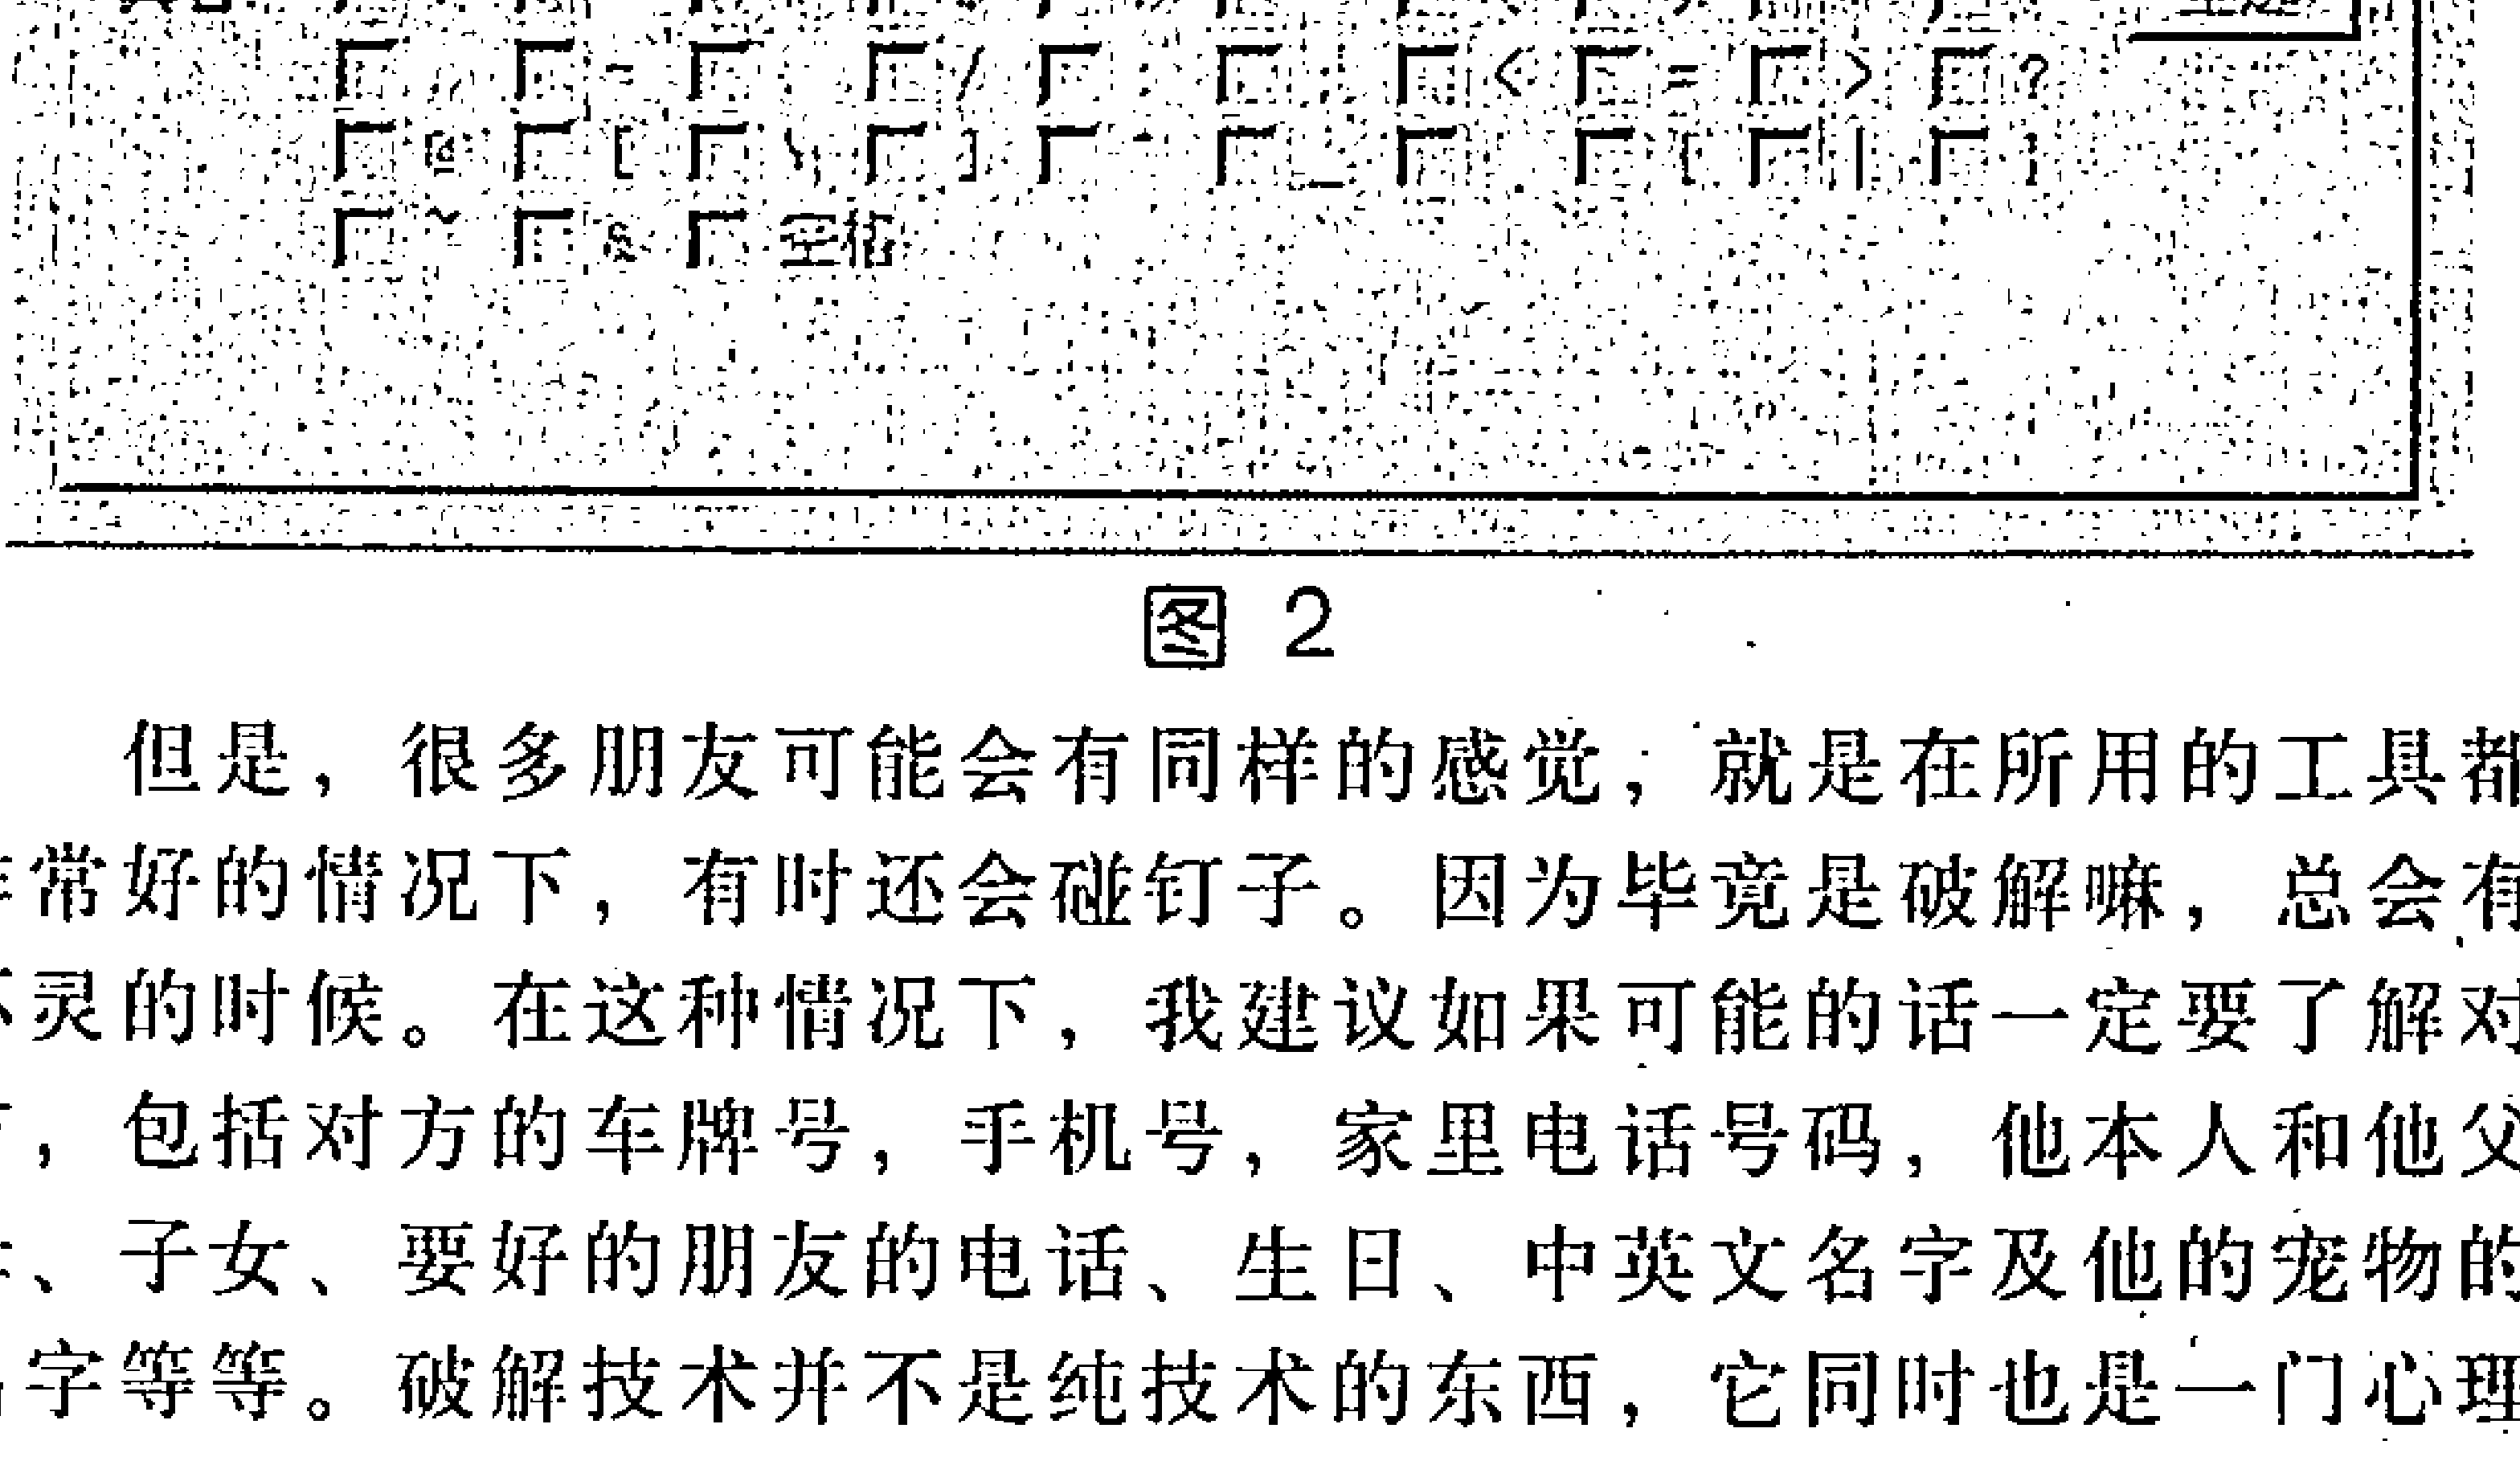 / < = > ?
@ [ \ ] _ { | }
~ 空格
图 2
但是，很多朋友可能会有同样的感觉，就是在所用的工具都
常好的情况下，有时还会碰钉子。因为毕竟是破解嘛，总会有
灵的时候。在这种情况下，我建议如果可能的话一定要了解对
，包括对方的车牌号，手机号，家里电话号码，他本人和他父
、子女、要好的朋友的电话、生日、中英文名字及他的宠物的
字等等。破解技术并不是纯技术的东西，它同时也是一门心理